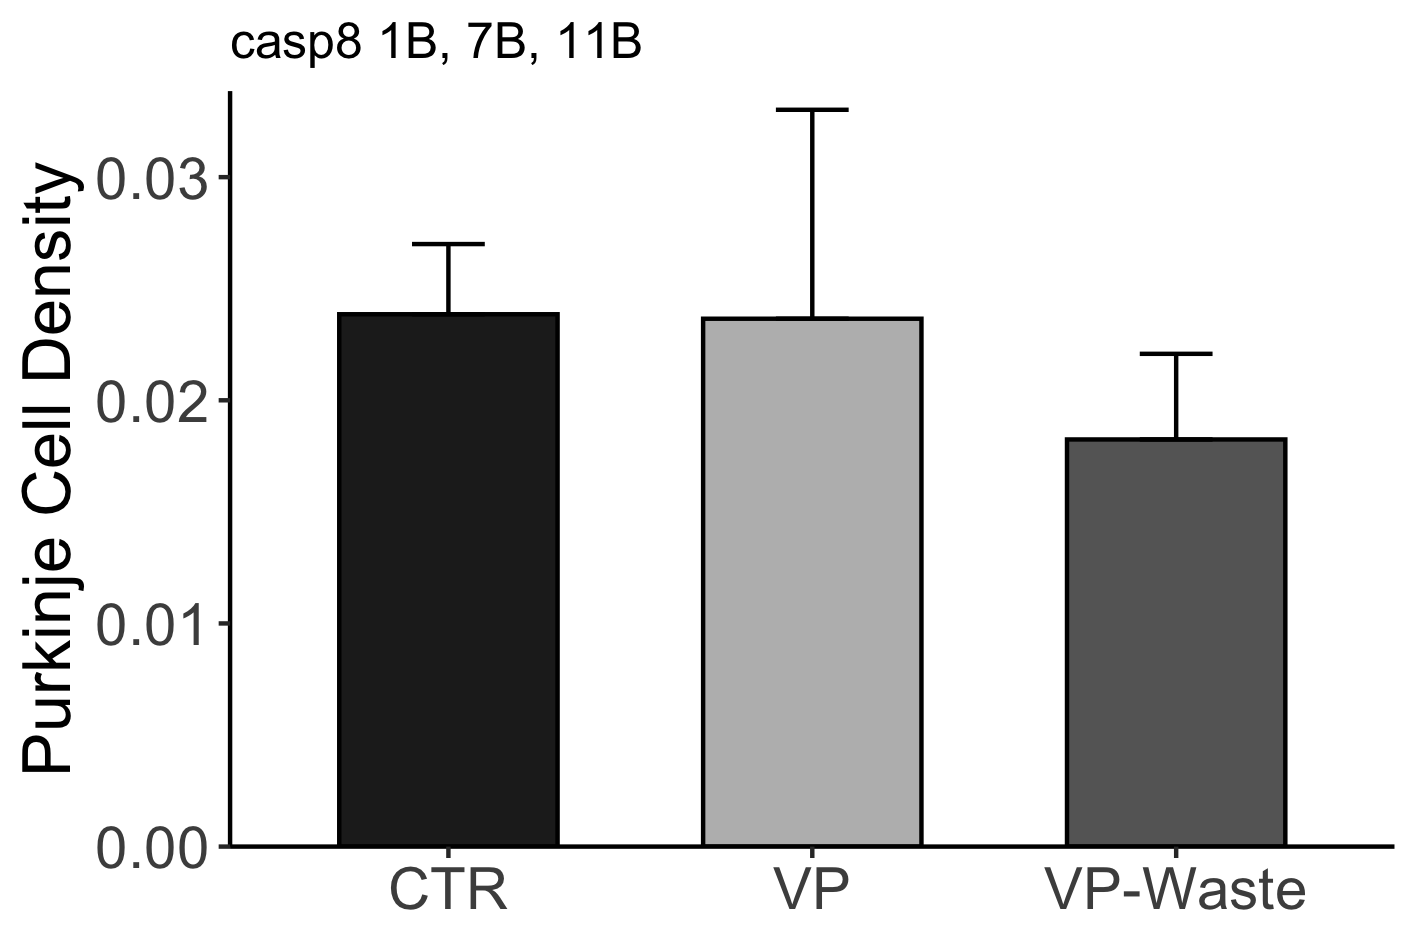 casp8 1B, 7B, 11B
Purkinje Cell Density
0.03
0.02
0.01
0.00
CTR
VP
VP-Waste